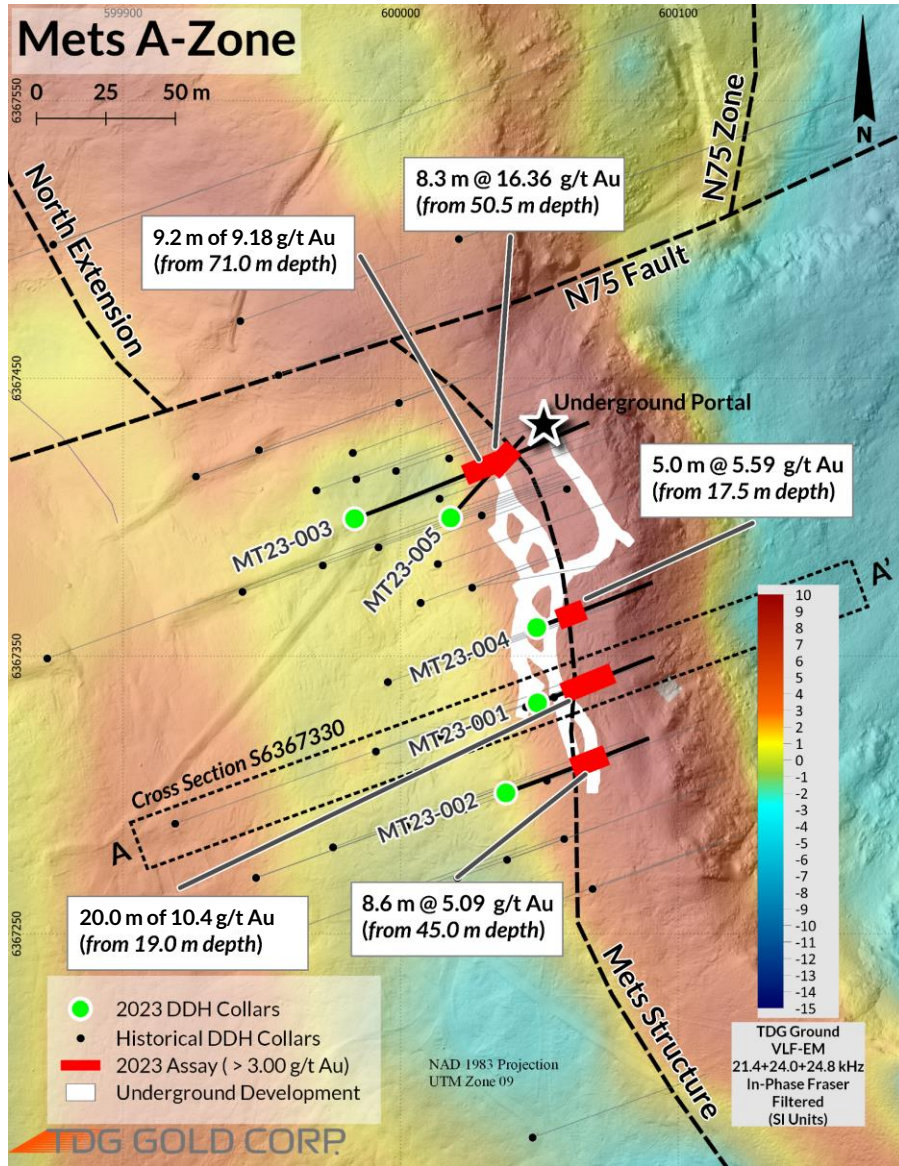 599900
600000
600100
Mets A-Zone
0 25 50 m
6367550
N
N75 Zone
North Extension
8.3 m @ 16.36 g/t Au
(from 50.5 m depth)
9.2 m of 9.18 g/t Au
(from 71.0 m depth)
N75 Fault
6367450
Underground Portal
5.0 m @ 5.59 g/t Au
(from 17.5 m depth)
MT23-003
MT23-005
A'
MT23-004
6367350
MT23-001
Cross Section S6367330
MT23-002
A
10
9
8
7
6
5
4
3
2
1
0
-1
-2
-3
-4
-5
-6
-7
-8
-9
-10
-11
-12
-13
-14
-15
20.0 m of 10.4 g/t Au
(from 19.0 m depth)
8.6 m @ 5.09 g/t Au
(from 45.0 m depth)
6367250
Mets Structure
2023 DDH Collars
Historical DDH Collars
2023 Assay ( > 3.00 g/t Au)
Underground Development
NAD 1983 Projection
UTM Zone 09
TDG Ground
VLF-EM
21.4+24.0+24.8 kHz
In-Phase Fraser
Filtered
(SI Units)
TDG GOLD CORP.